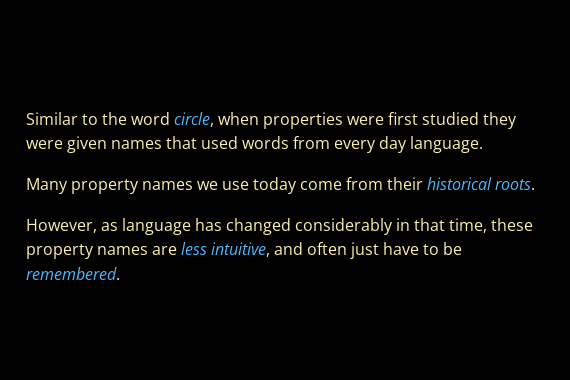 Similar to the word circle, when properties were first studied they
were given names that used words from every day language.
Many property names we use today come from their historical roots.
However, as language has changed considerably in that time, these
property names are less intuitive, and often just have to be
remembered.